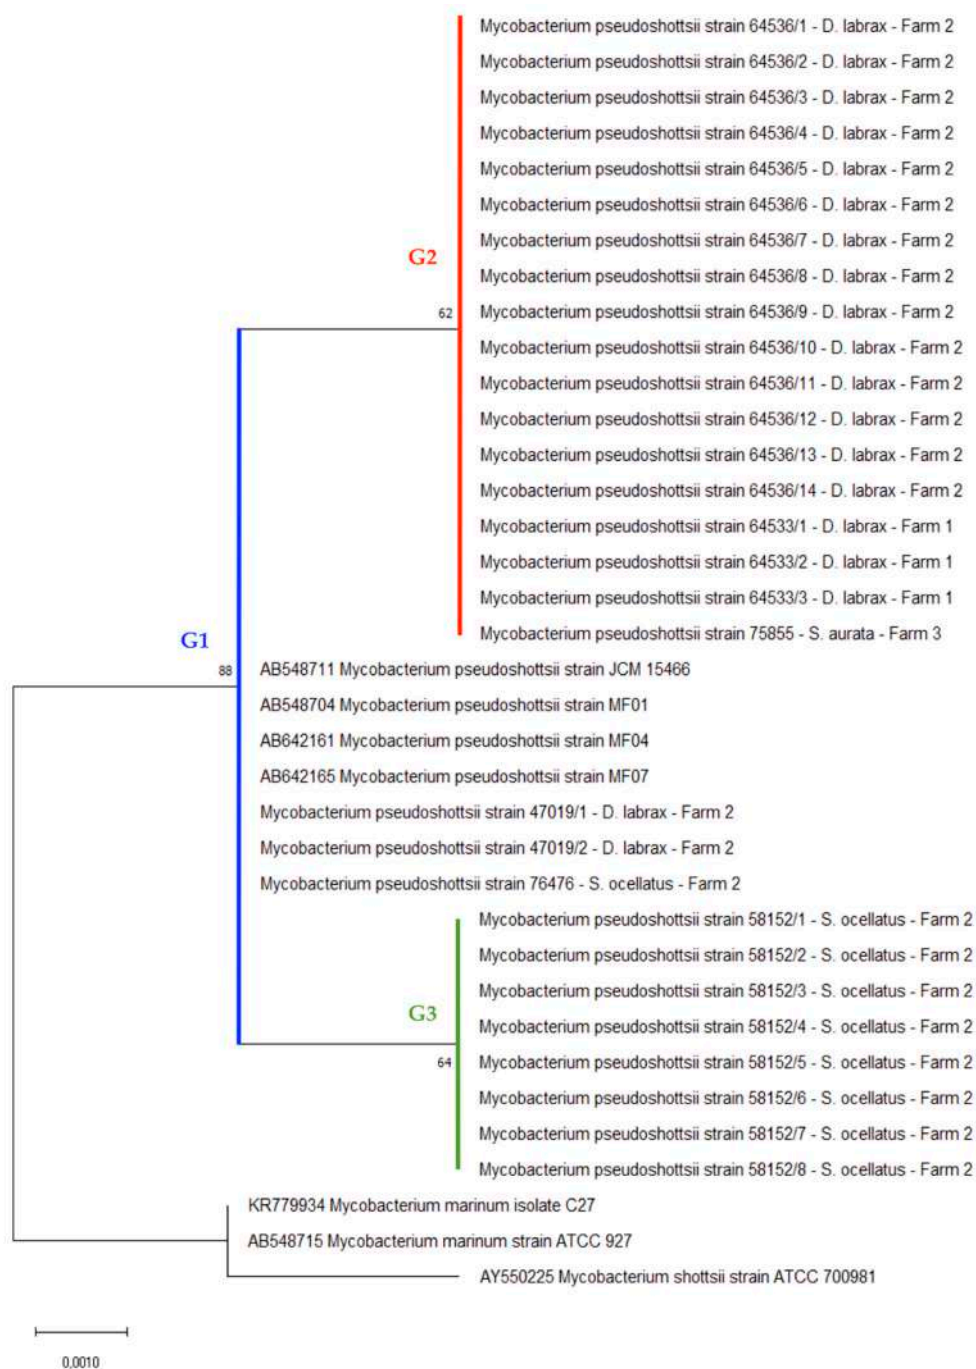 Mycobacterium pseudoshottsii strain 64536/1 - D. labrax - Farm 2
Mycobacterium pseudoshottsii strain 64536/2 - D. labrax - Farm 2
Mycobacterium pseudoshottsii strain 64536/3 - D. labrax - Farm 2
Mycobacterium pseudoshottsii strain 64536/4 - D. labrax - Farm 2
Mycobacterium pseudoshottsii strain 64536/5 - D. labrax - Farm 2
Mycobacterium pseudoshottsii strain 64536/6 - D. labrax - Farm 2
Mycobacterium pseudoshottsii strain 64536/7 - D. labrax - Farm 2
G2
Mycobacterium pseudoshottsii strain 64536/8 - D. labrax - Farm 2
Mycobacterium pseudoshottsii strain 64536/9 - D. labrax - Farm 2
62
Mycobacterium pseudoshottsii strain 64536/10 - D. labrax - Farm 2
Mycobacterium pseudoshottsii strain 64536/11 - D. labrax - Farm 2
Mycobacterium pseudoshottsii strain 64536/12 - D. labrax - Farm 2
Mycobacterium pseudoshottsii strain 64536/13 - D. labrax - Farm 2
Mycobacterium pseudoshottsii strain 64536/14 - D. labrax - Farm 2
Mycobacterium pseudoshottsii strain 64533/1 - D. labrax - Farm 1
Mycobacterium pseudoshottsii strain 64533/2 - D. labrax - Farm 1
Mycobacterium pseudoshottsii strain 64533/3 - D. labrax - Farm 1
Mycobacterium pseudoshottsii strain 75855 - S. aurata - Farm 3
G1
88
AB548711 Mycobacterium pseudoshottsii strain JCM 15466
AB548704 Mycobacterium pseudoshottsii strain MF01
AB642161 Mycobacterium pseudoshottsii strain MF04
AB642165 Mycobacterium pseudoshottsii strain MF07
Mycobacterium pseudoshottsii strain 47019/1 - D. labrax - Farm 2
Mycobacterium pseudoshottsii strain 47019/2 - D. labrax - Farm 2
Mycobacterium pseudoshottsii strain 76476 - S. ocellatus - Farm 2
Mycobacterium pseudoshottsii strain 58152/1 - S. ocellatus - Farm 2
Mycobacterium pseudoshottsii strain 58152/2 - S. ocellatus - Farm 2
Mycobacterium pseudoshottsii strain 58152/3 - S. ocellatus - Farm 2
G3
Mycobacterium pseudoshottsii strain 58152/4 - S. ocellatus - Farm 2
Mycobacterium pseudoshottsii strain 58152/5 - S. ocellatus - Farm 2
64
Mycobacterium pseudoshottsii strain 58152/6 - S. ocellatus - Farm 2
Mycobacterium pseudoshottsii strain 58152/7 - S. ocellatus - Farm 2
Mycobacterium pseudoshottsii strain 58152/8 - S. ocellatus - Farm 2
KR779934 Mycobacterium marinum isolate C27
AB548715 Mycobacterium marinum strain ATCC 927
AY550225 Mycobacterium shottsii strain ATCC 700981
0,0010